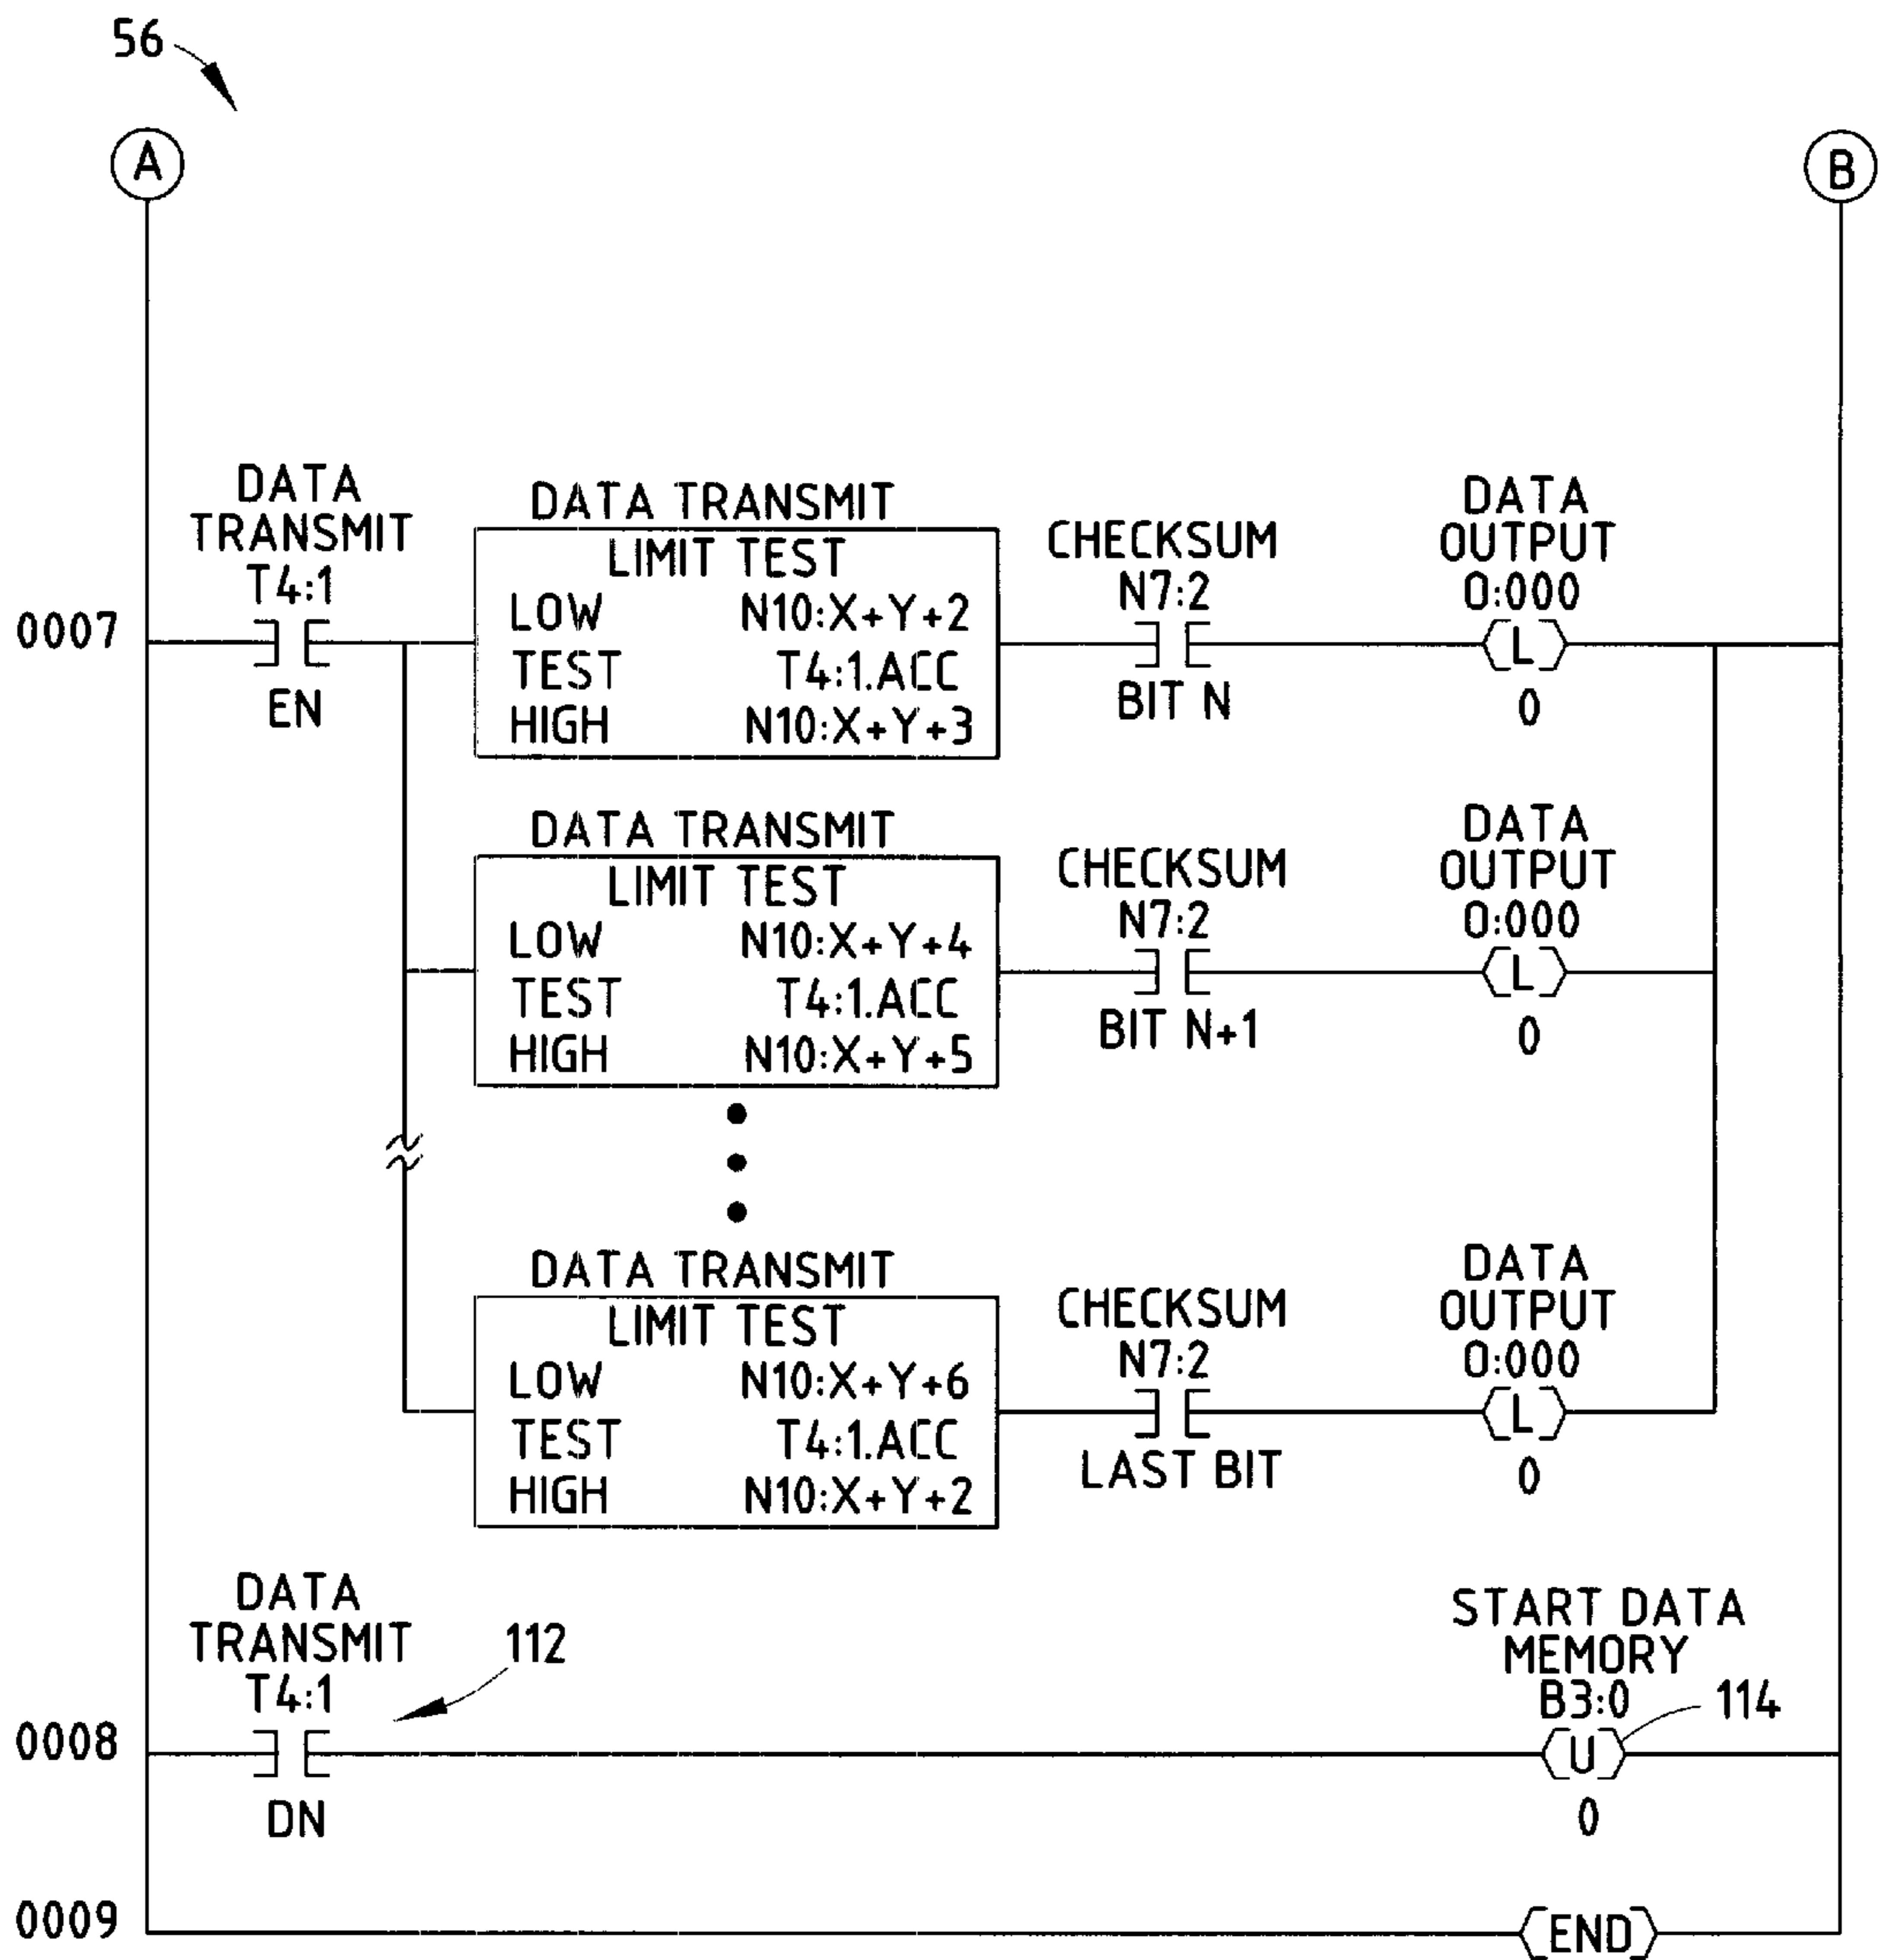 56
A
B
DATA
TRANSMIT
T4:1
0007
EN
DATA TRANSMIT
LIMIT TEST
LOW N10:X+Y+2
TEST T4:1.ACC
HIGH N10:X+Y+3
CHECKSUM
N7:2
BIT N
DATA
OUTPUT
O:000
L
0
DATA TRANSMIT
LIMIT TEST
LOW N10:X+Y+4
TEST T4:1.ACC
HIGH N10:X+Y+5
CHECKSUM
N7:2
BIT N+1
DATA
OUTPUT
O:000
L
0
DATA TRANSMIT
LIMIT TEST
LOW N10:X+Y+6
TEST T4:1.ACC
HIGH N10:X+Y+2
CHECKSUM
N7:2
LAST BIT
DATA
OUTPUT
O:000
L
0
DATA
TRANSMIT
T4:1
112
0008
DN
START DATA
MEMORY
B3:0
114
U
0
0009
END